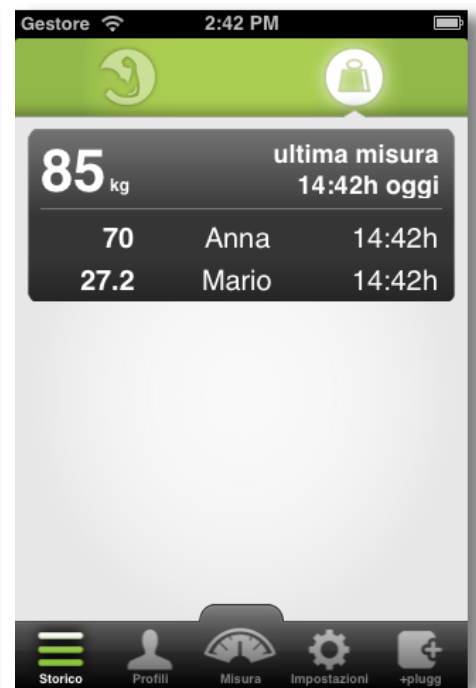 Gestore 2:42 PM
85 kg
ultima misura
14:42h oggi
70 Anna 14:42h
27.2 Mario 14:42h
Storico Profili Misura Impostazioni +plugg